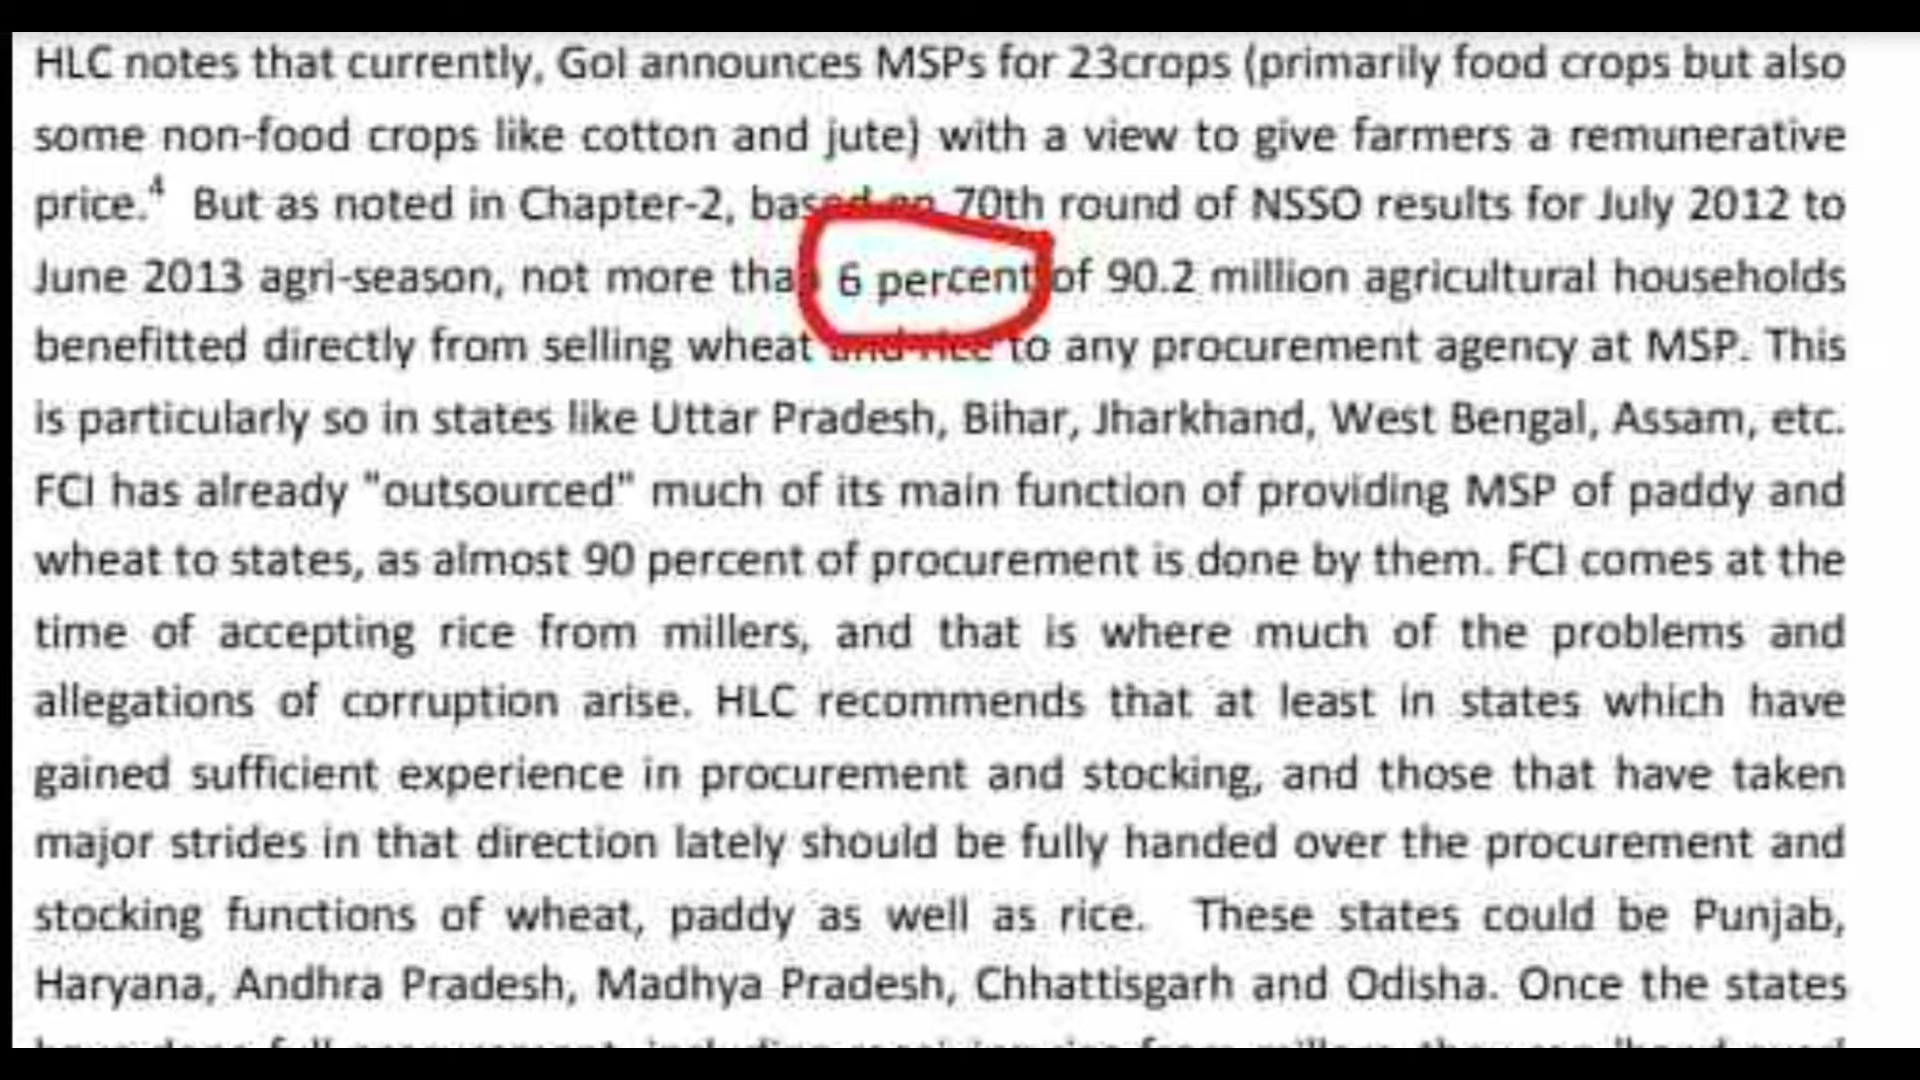 HLC notes that currently, GoI announces MSPs for 23crops (primarily food crops but also
some non-food crops like cotton and jute) with a view to give farmers a remunerative
price.4 But as noted in Chapter-2, based on 70th round of NSSO results for July 2012 to
June 2013 agri-season, not more than 6 percent of 90.2 million agricultural households
benefitted directly from selling wheat and rice to any procurement agency at MSP. This
is particularly so in states like Uttar Pradesh, Bihar, Jharkhand, West Bengal, Assam, etc.
FCI has already "outsourced" much of its main function of providing MSP of paddy and
wheat to states, as almost 90 percent of procurement is done by them. FCI comes at the
time of accepting rice from millers, and that is where much of the problems and
allegations of corruption arise. HLC recommends that at least in states which have
gained sufficient experience in procurement and stocking, and those that have taken
major strides in that direction lately should be fully handed over the procurement and
stocking functions of wheat, paddy as well as rice. These states could be Punjab,
Haryana, Andhra Pradesh, Madhya Pradesh, Chhattisgarh and Odisha. Once the states